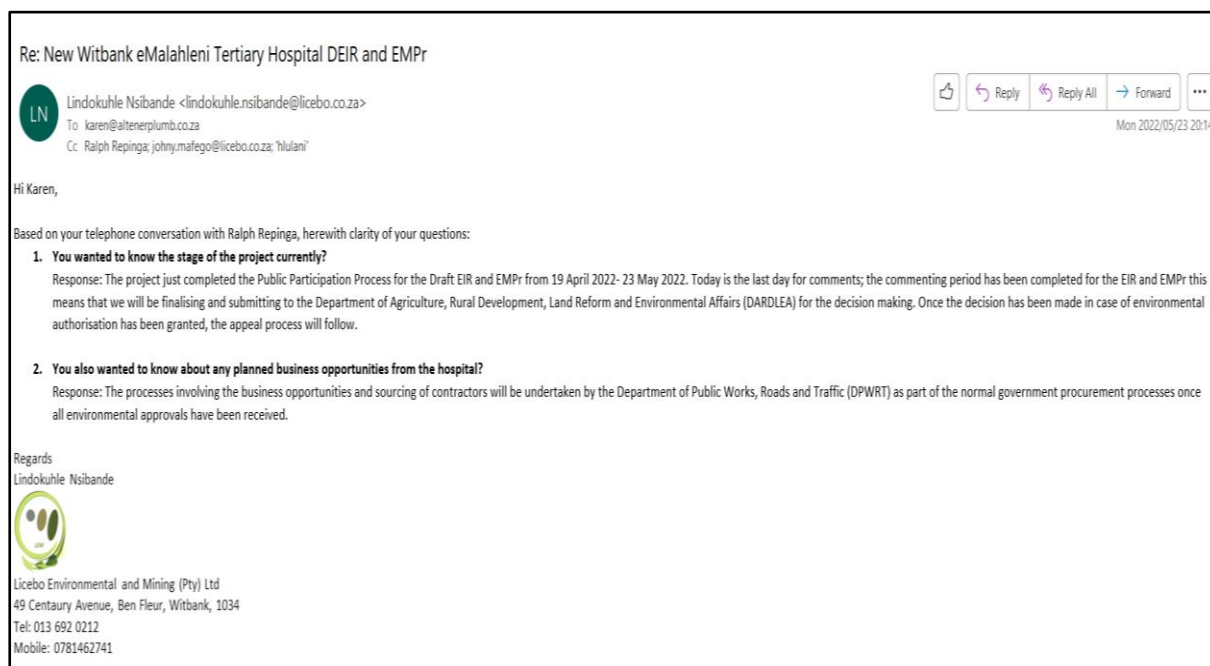 Re: New Witbank eMalahleni Tertiary Hospital DEIR and EMPr
LN
Lindokuhle Nsibande <lindokuhle.nsibande@licebo.co.za>
To karen@altenerplumb.co.za
Cc Ralph Repinga; johny.mafego@licebo.co.za; 'hlulani'
Reply
Reply All
Forward
Mon 2022/05/23 20:14
Hi Karen,
Based on your telephone conversation with Ralph Repinga, herewith clarity of your questions:
1. You wanted to know the stage of the project currently?
Response: The project just completed the Public Participation Process for the Draft EIR and EMPr from 19 April 2022- 23 May 2022. Today is the last day for comments; the commenting period has been completed for the EIR and EMPr this
means that we will be finalising and submitting to the Department of Agriculture, Rural Development, Land Reform and Environmental Affairs (DARDLEA) for the decision making. Once the decision has been made in case of environmental
authorisation has been granted, the appeal process will follow.
2. You also wanted to know about any planned business opportunities from the hospital?
Response: The processes involving the business opportunities and sourcing of contractors will be undertaken by the Department of Public Works, Roads and Traffic (DPWRT) as part of the normal government procurement processes once
all environmental approvals have been received.
Regards
Lindokuhle Nsibande
Licebo Environmental and Mining (Pty) Ltd
49 Centaury Avenue, Ben Fleur, Witbank, 1034
Tel: 013 692 0212
Mobile: 0781462741